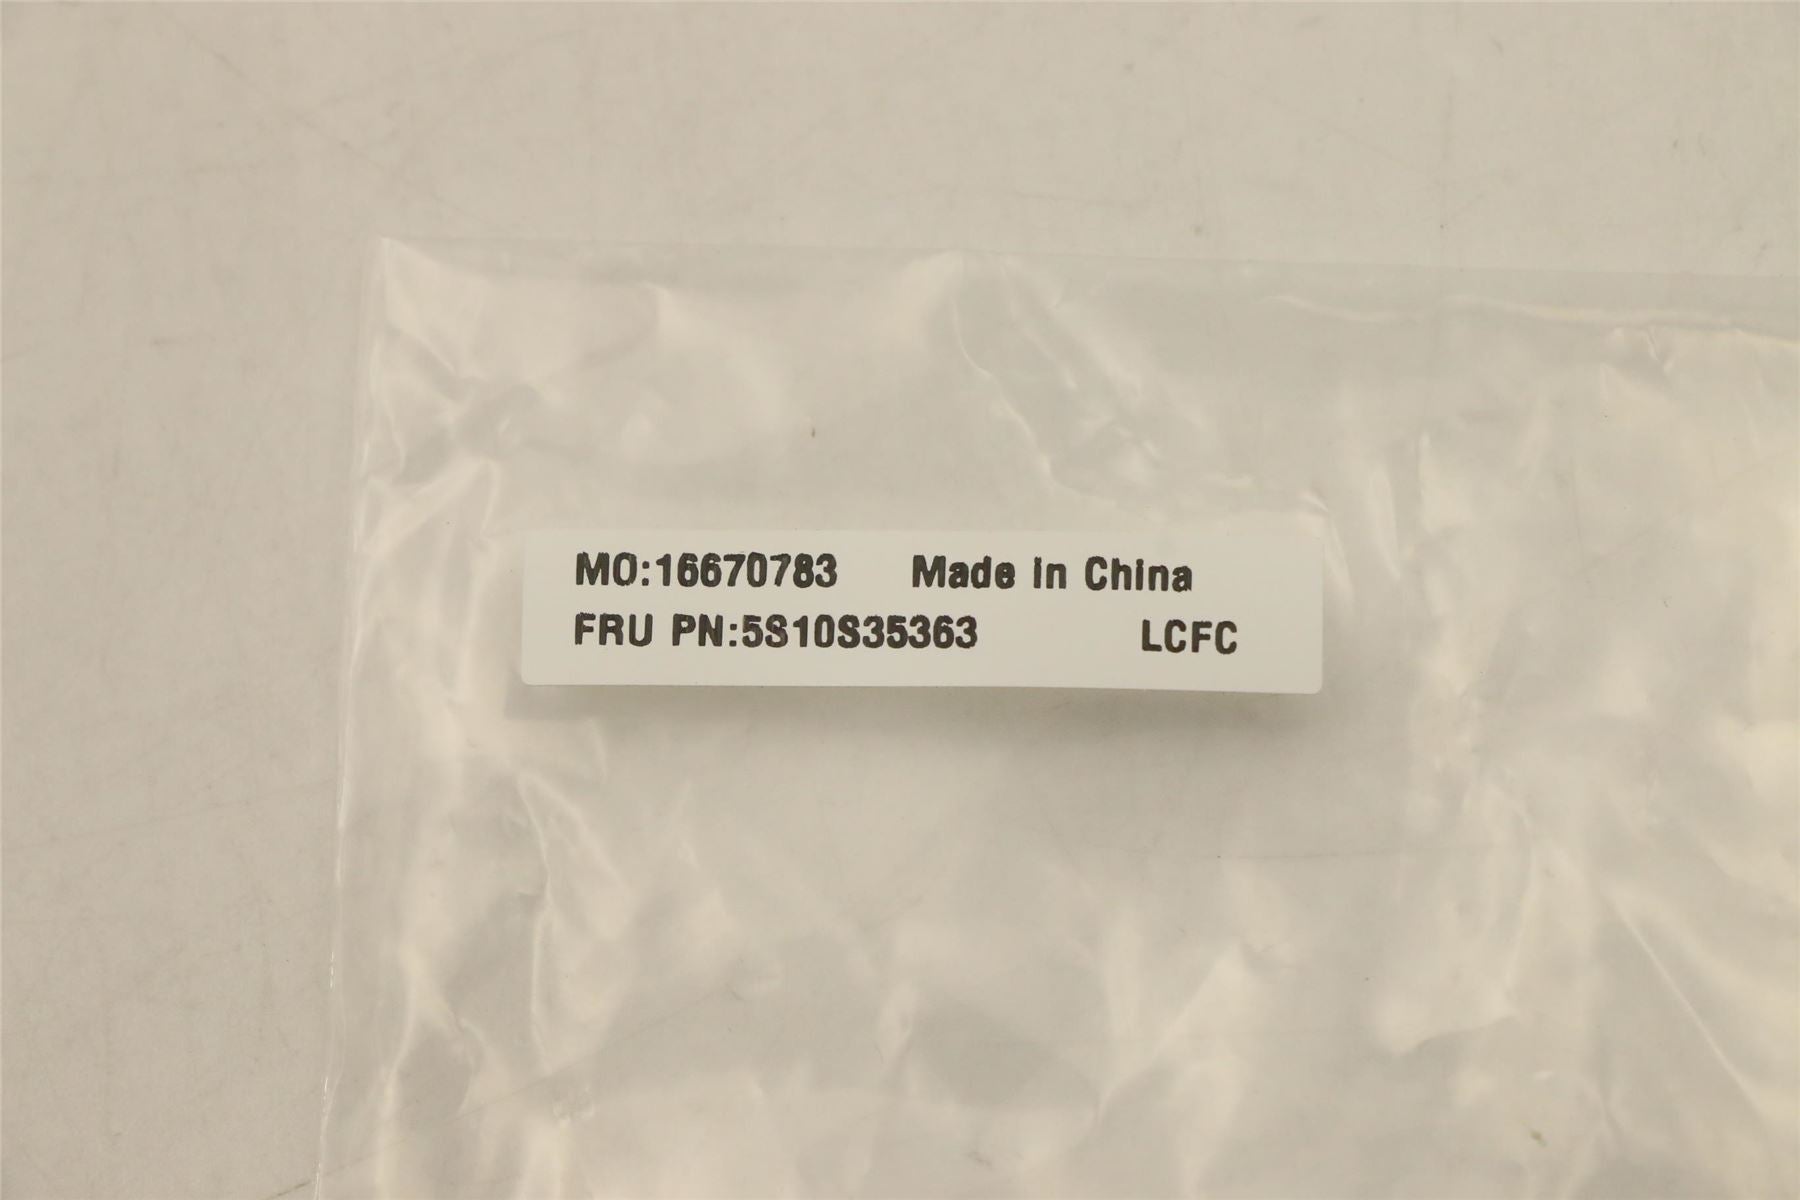 MO:16670783 Made in China
FRU PN:5S10S35363 LCFC